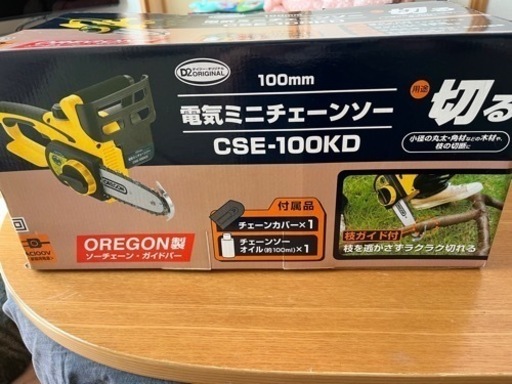 D2 ORIGINAL
100mm
電気ミニチェーンソー
CSE-100KD
用途
切る
小径の丸太・角材などの木材や、
枝の切断に
付属品
チェーンカバー×1
チェーンソー
オイル(約100ml)×1
OREGON製
ソーチェーン・ガイドバー
枝ガイド付
枝を逃がさずラクラク切れる
OREGON